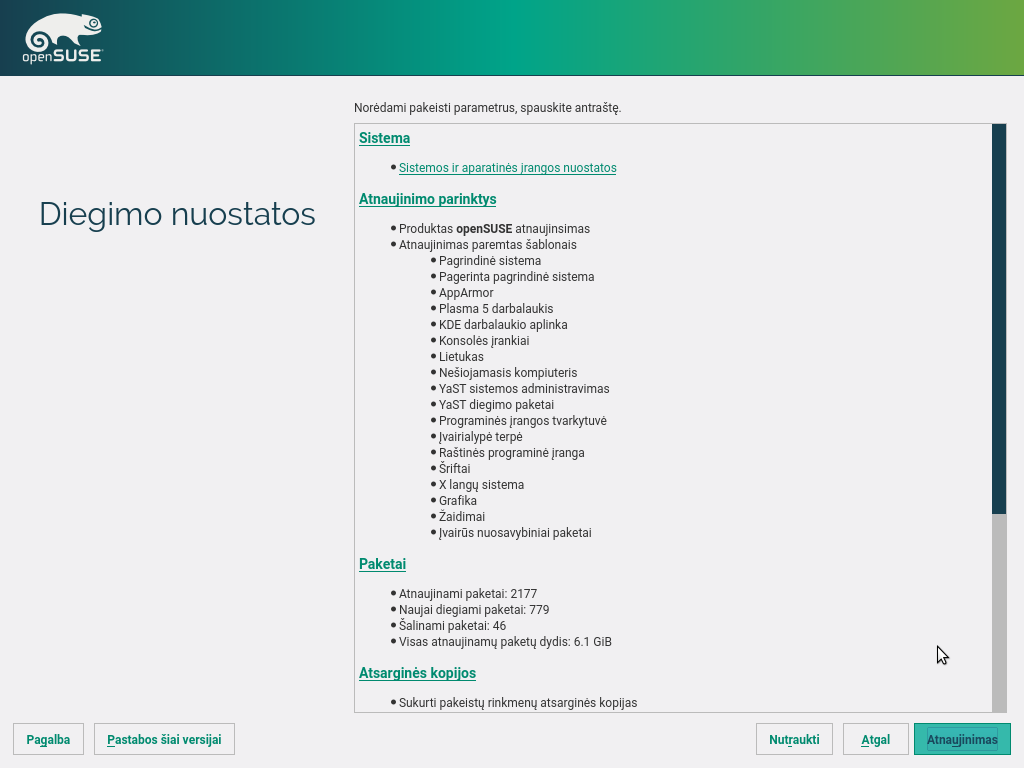 openSUSE
Norėdami pakeisti parametrus, spauskite antraštę.
Diegimo nuostatos
Sistema
Sistemos ir aparatinės įrangos nuostatos
Atnaujinimo parinktys
Produktas openSUSE atnaujinsimas
Atnaujinimas paremtas šablonais
Pagrindinė sistema
Pagerinta pagrindinė sistema
AppArmor
Plasma 5 darbalaukis
KDE darbalaukio aplinka
Konsolės įrankiai
Lietukas
Nešiojamasis kompiuteris
YaST sistemos administravimas
YaST diegimo paketai
Programinės įrangos tvarkytuvė
Įvairialypė terpė
Raštinės programinė įranga
Šriftai
X langų sistema
Grafika
Žaidimai
Įvairūs nuosavybiniai paketai
Paketai
Atnaujinami paketai: 2177
Naujai diegiami paketai: 779
Šalinami paketai: 46
Visas atnaujinamų paketų dydis: 6.1 GiB
Atsarginės kopijos
Sukurti pakeistų rinkmenų atsarginės kopijas
Pagalba
Pastabos šiai versijai
Nutraukti
Atgal
Atnaujinimas